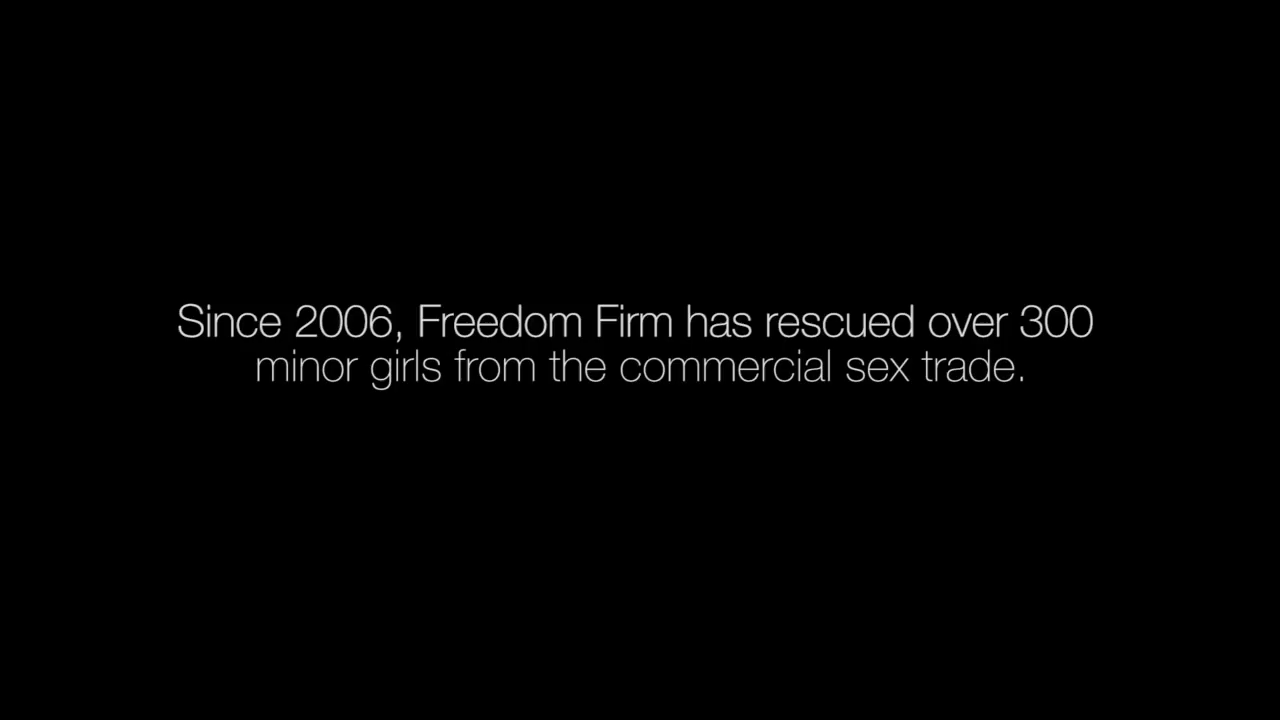 Since 2006, Freedom Firm has rescued over 300
minor girls from the commercial sex trade.